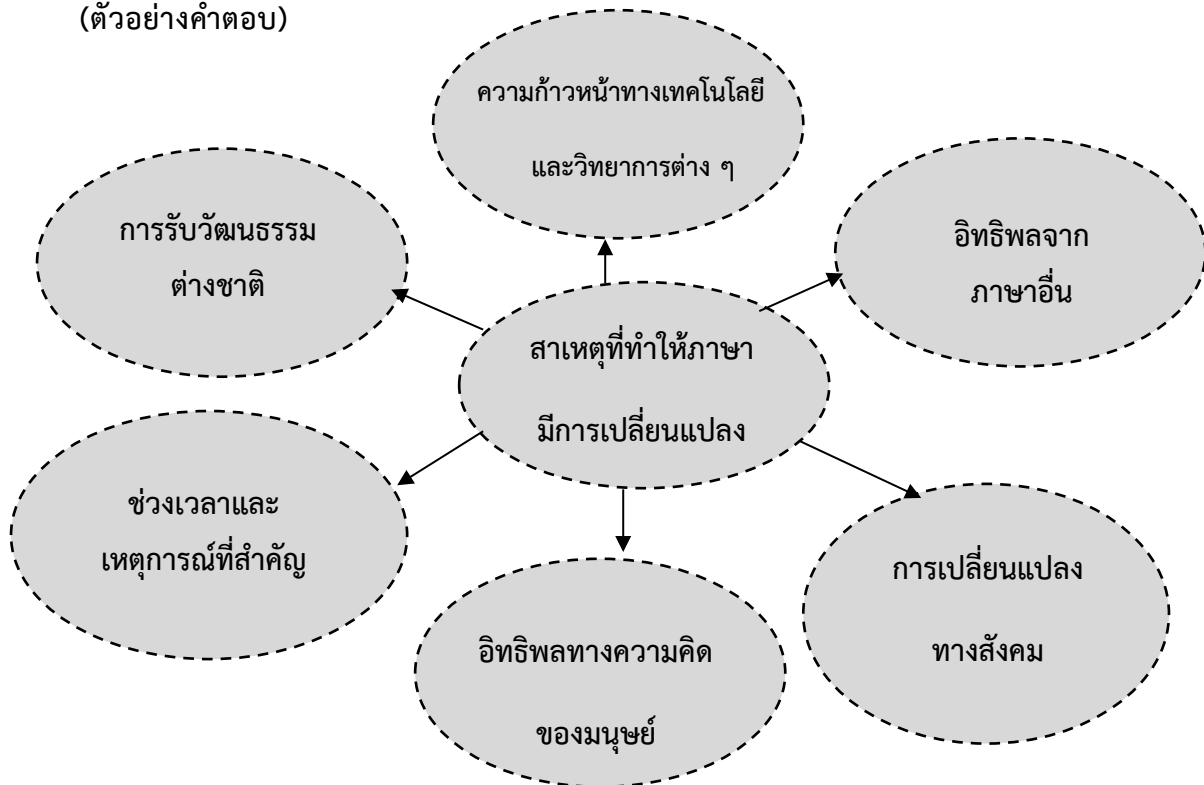 (ตัวอย่างคำตอบ)
ความก้าวหน้าทางเทคโนโลยี
และวิทยาการต่าง ๆ
การรับวัฒนธรรม
ต่างชาติ
อิทธิพลจาก
ภาษาอื่น
สาเหตุที่ทำให้ภาษา
มีการเปลี่ยนแปลง
ช่วงเวลาและ
เหตุการณ์ที่สำคัญ
การเปลี่ยนแปลง
ทางสังคม
อิทธิพลทางความคิด
ของมนุษย์